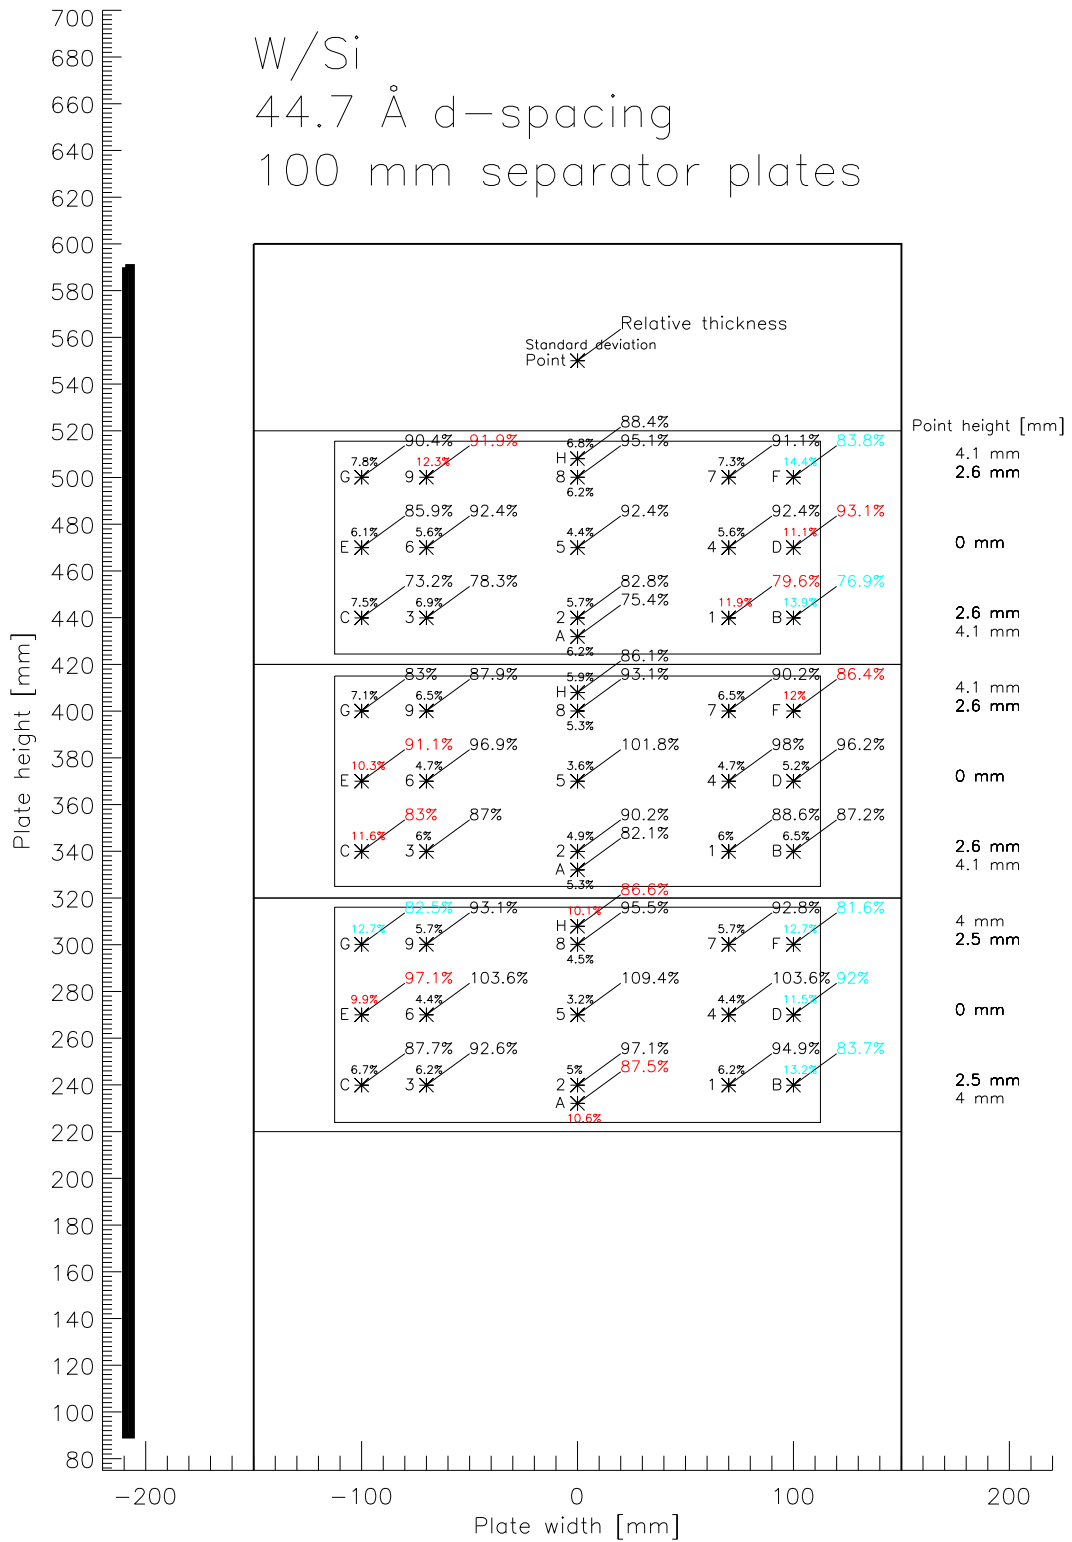 W/Si
44.7 Å d-spacing
100 mm separator plates
700
680
660
640
620
600
580
560
540
520
500
480
460
440
420
400
380
360
340
320
300
280
260
240
220
200
180
160
140
120
100
80
Plate height [mm]
Relative thickness
Standard deviation
Point
Point height [mm]
88.4%
90.4% 91.9% 95.1% 91.1% 83.8%
6.8%
7.8% 12.3% H 7.3% 14.4% 4.1 mm
G 9 8 7 F 2.6 mm
6.2%
85.9% 92.4% 92.4% 92.4% 93.1%
6.1% 5.6% 4.4% 5.6% 11.1%
E 6 5 4 D 0 mm
73.2% 78.3% 82.8% 79.6% 76.9%
7.5% 6.9% 5.7% 75.4% 11.9% 13.9%
C 3 2 1 B 2.6 mm
A 4.1 mm
6.2%
86.1%
83% 87.9% 93.1% 90.2% 86.4%
5.9%
7.1% 6.5% H 6.5% 12% 4.1 mm
G 9 8 7 F 2.6 mm
5.3%
91.1% 96.9% 101.8% 98% 96.2%
10.3% 4.7% 3.6% 4.7% 5.2%
E 6 5 4 D 0 mm
83% 87% 90.2% 88.6% 87.2%
11.6% 6% 4.9% 82.1% 6% 6.5%
C 3 2 1 B 2.6 mm
A 4.1 mm
5.3%
86.6%
82.5% 93.1% 95.5% 92.8% 81.6%
10.1%
12.7% 5.7% H 5.7% 12.7% 4 mm
G 9 8 7 F 2.5 mm
4.5%
97.1% 103.6% 109.4% 103.6% 92%
9.9% 4.4% 3.2% 4.4% 11.5%
E 6 5 4 D 0 mm
87.7% 92.6% 97.1% 94.9% 83.7%
6.7% 6.2% 5% 87.5% 6.2% 13.2%
C 3 2 1 B 2.5 mm
A 4 mm
10.6%
-200 -100 0 100 200
Plate width [mm]